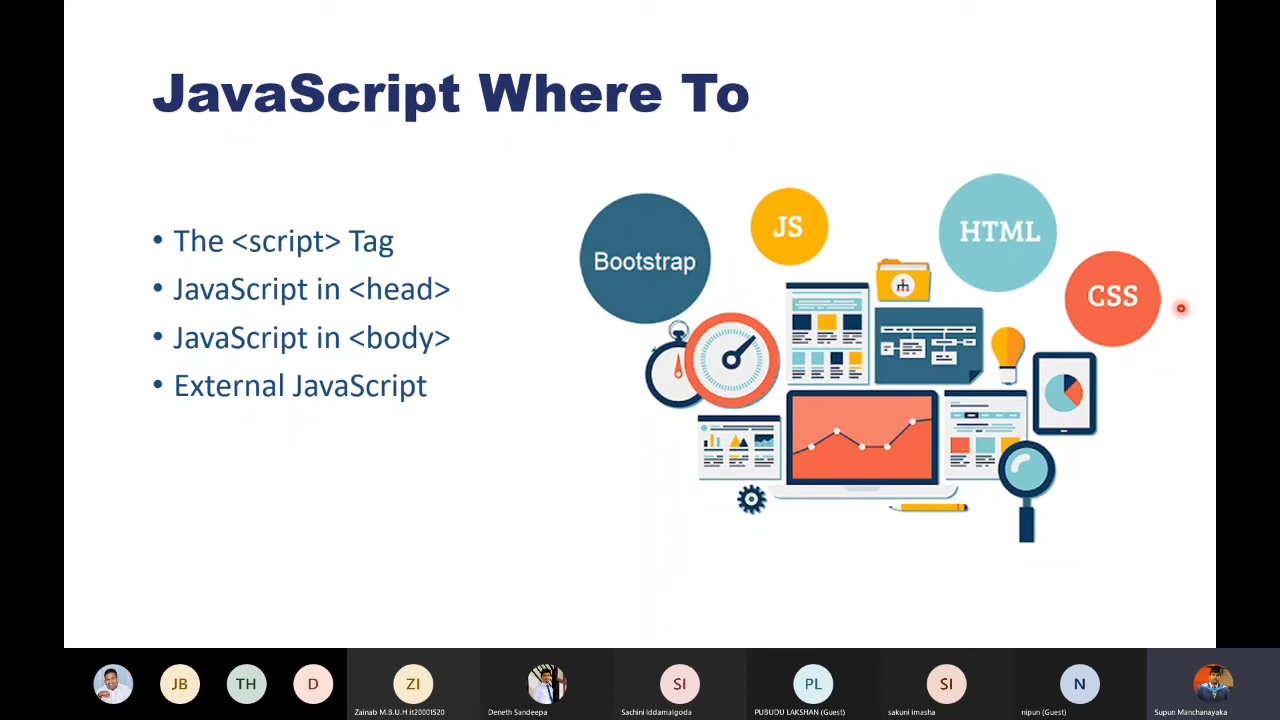 JavaScript Where To
• The <script> Tag
• JavaScript in <head>
• JavaScript in <body>
• External JavaScript
Bootstrap
JS
HTML
CSS
JB
TH
D
ZI
SI
PL
SI
N
Zainab M.B.U.H it20001520
Deneth Sandeepa
Sachini Iddamalgoda
PUBUDU LAKSHAN (Guest)
sakuni imasha
nipun (Guest)
Supun Manchanayaka